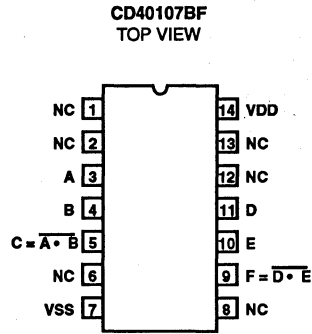 CD40107BF
TOP VIEW
NC 1 14 VDD
NC 2 13 NC
A 3 12 NC
B 4 11 D
C = A̅ ̅•̅ ̅B̅ 5 10 E
NC 6 9 F = D̅ ̅•̅ ̅E̅
VSS 7 8 NC